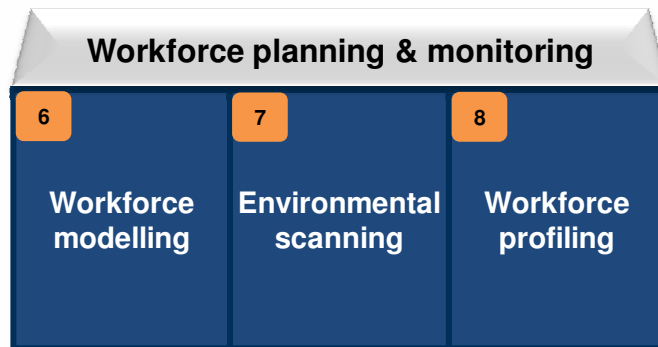 Workforce planning & monitoring
6
Workforce
modelling
7
Environmental
scanning
8
Workforce
profiling